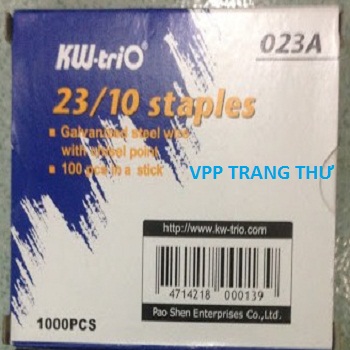 KW-triO
023A
23/10 staples
Galvanized steel wire
with chisel point
100 pcs in a stick
VPP TRANG THƯ
http://www.kw-trio.com
4714218 000139
1000PCS
Pao Shen Enterprises Co.,Ltd.